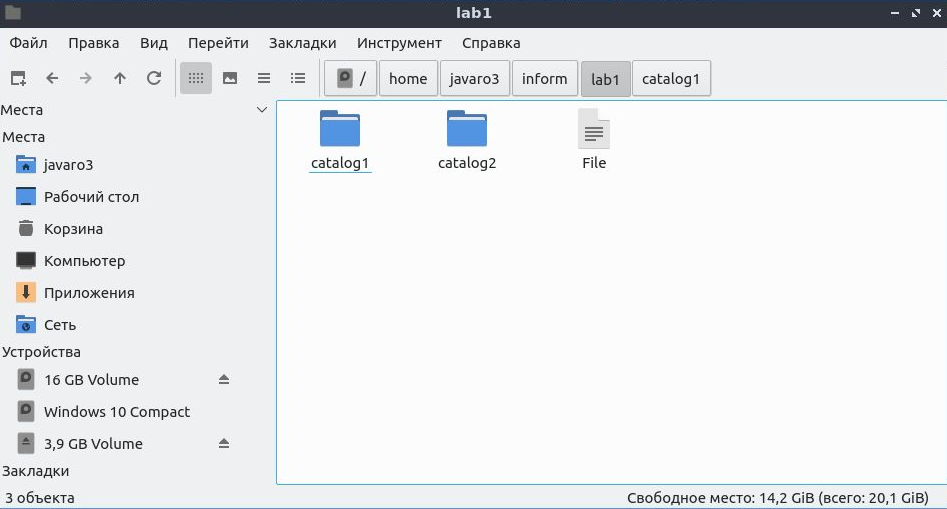 lab1
Файл Правка Вид Перейти Закладки Инструмент Справка
/ home javaro3 inform lab1 catalog1
Места
Места
javaro3
Рабочий стол
Корзина
Компьютер
Приложения
Сеть
Устройства
16 GB Volume
Windows 10 Compact
3,9 GB Volume
Закладки
catalog1 catalog2 File
3 объекта Свободное место: 14,2 GiB (всего: 20,1 GiB)